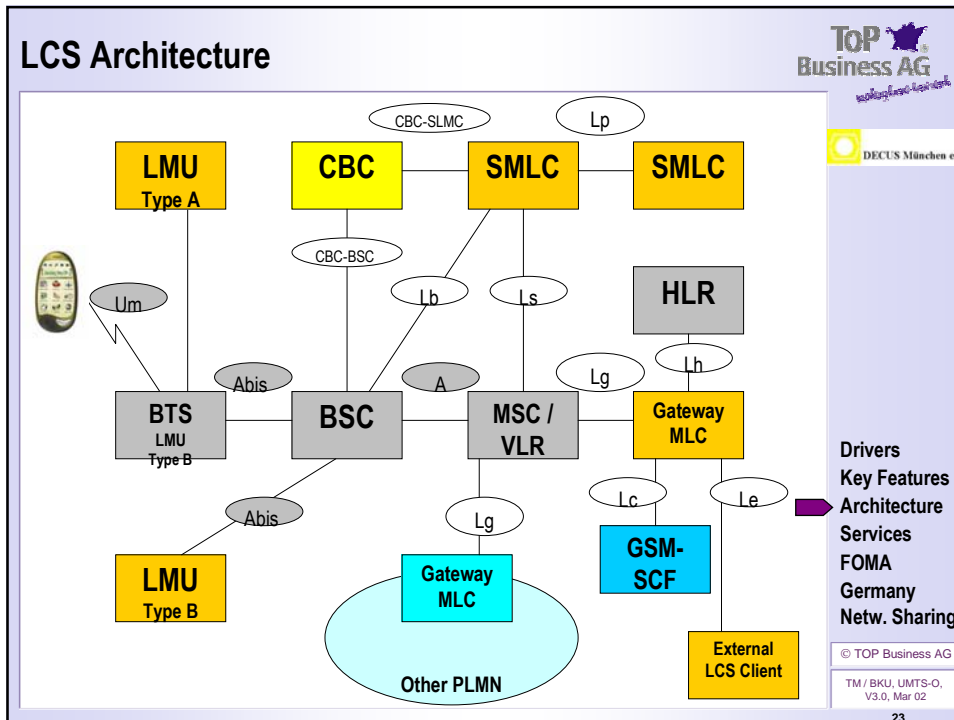 LCS Architecture
TOP
Business AG
CBC-SLMC
Lp
LMU
Type A
CBC
SMLC
SMLC
DECUS München e
CBC-BSC
Um
Lb
Ls
HLR
Abis
A
Lg
Lh
BTS
LMU
Type B
BSC
MSC /
VLR
Gateway
MLC
Abis
Lg
Lc
Le
LMU
Type B
Gateway
MLC
GSM-
SCF
Other PLMN
External
LCS Client
Drivers
Key Features
Architecture
Services
FOMA
Germany
Netw. Sharing
© TOP Business AG
TM / BKU, UMTS-O,
V3.0, Mar 02
23